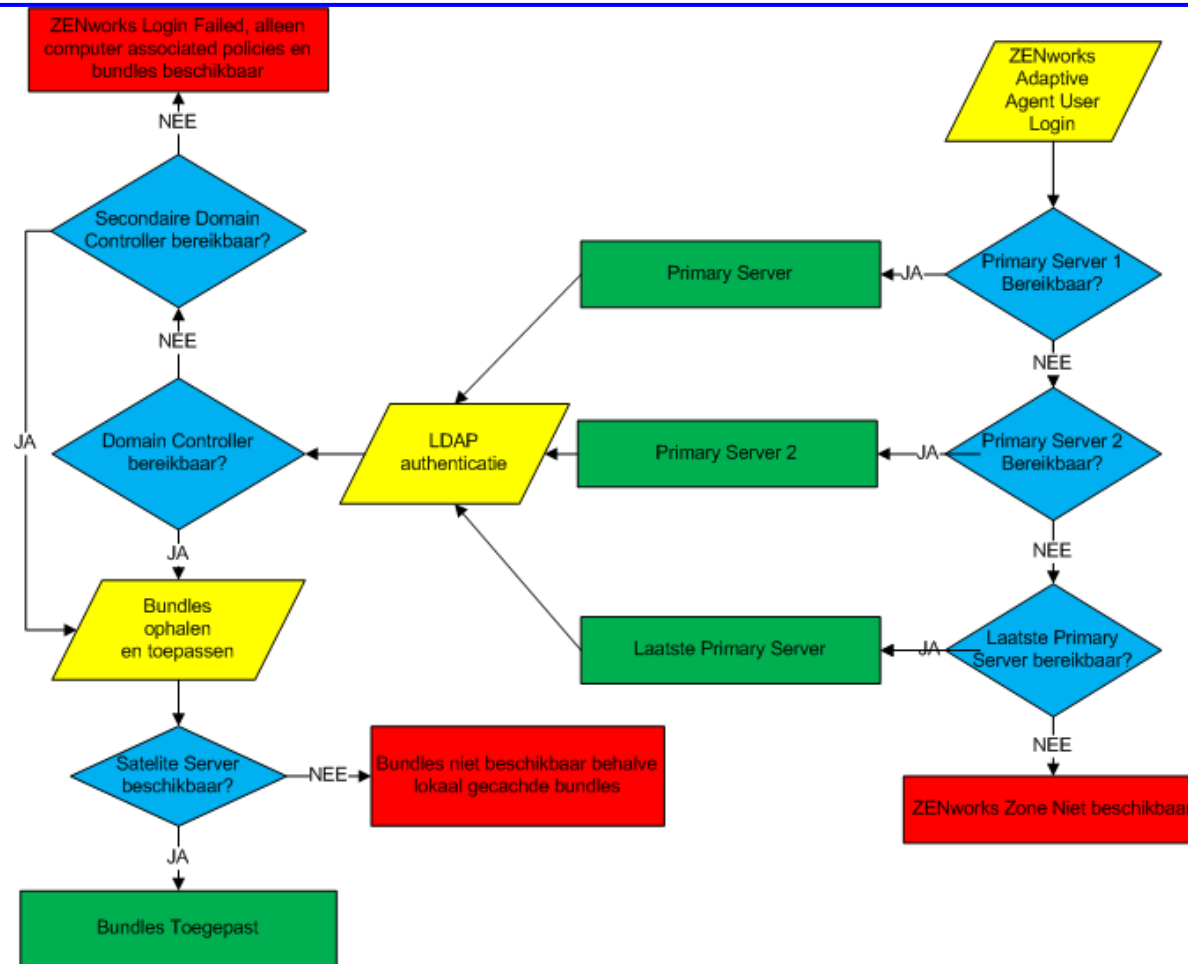 ZENworks Login Failed, alleen
computer associated policies en
bundles beschikbaar
NEE
Secondaire Domain
Controller bereikbaar?
NEE
JA
Domain Controller
bereikbaar?
JA
Bundles
ophalen
en toepassen
Satelite Server
beschikbaar?
NEE
Bundles niet beschikbaar behalve
lokaal gecachde bundles
JA
Bundles Toegepast
LDAP
authenticatie
ZENworks
Adaptive
Agent User
Login
Primary Server 1
Bereikbaar?
JA
Primary Server
NEE
Primary Server 2
Bereikbaar?
JA
Primary Server 2
NEE
Laatste Primary
Server bereikbaar?
JA
Laatste Primary Server
NEE
ZENworks Zone Niet beschikbaar